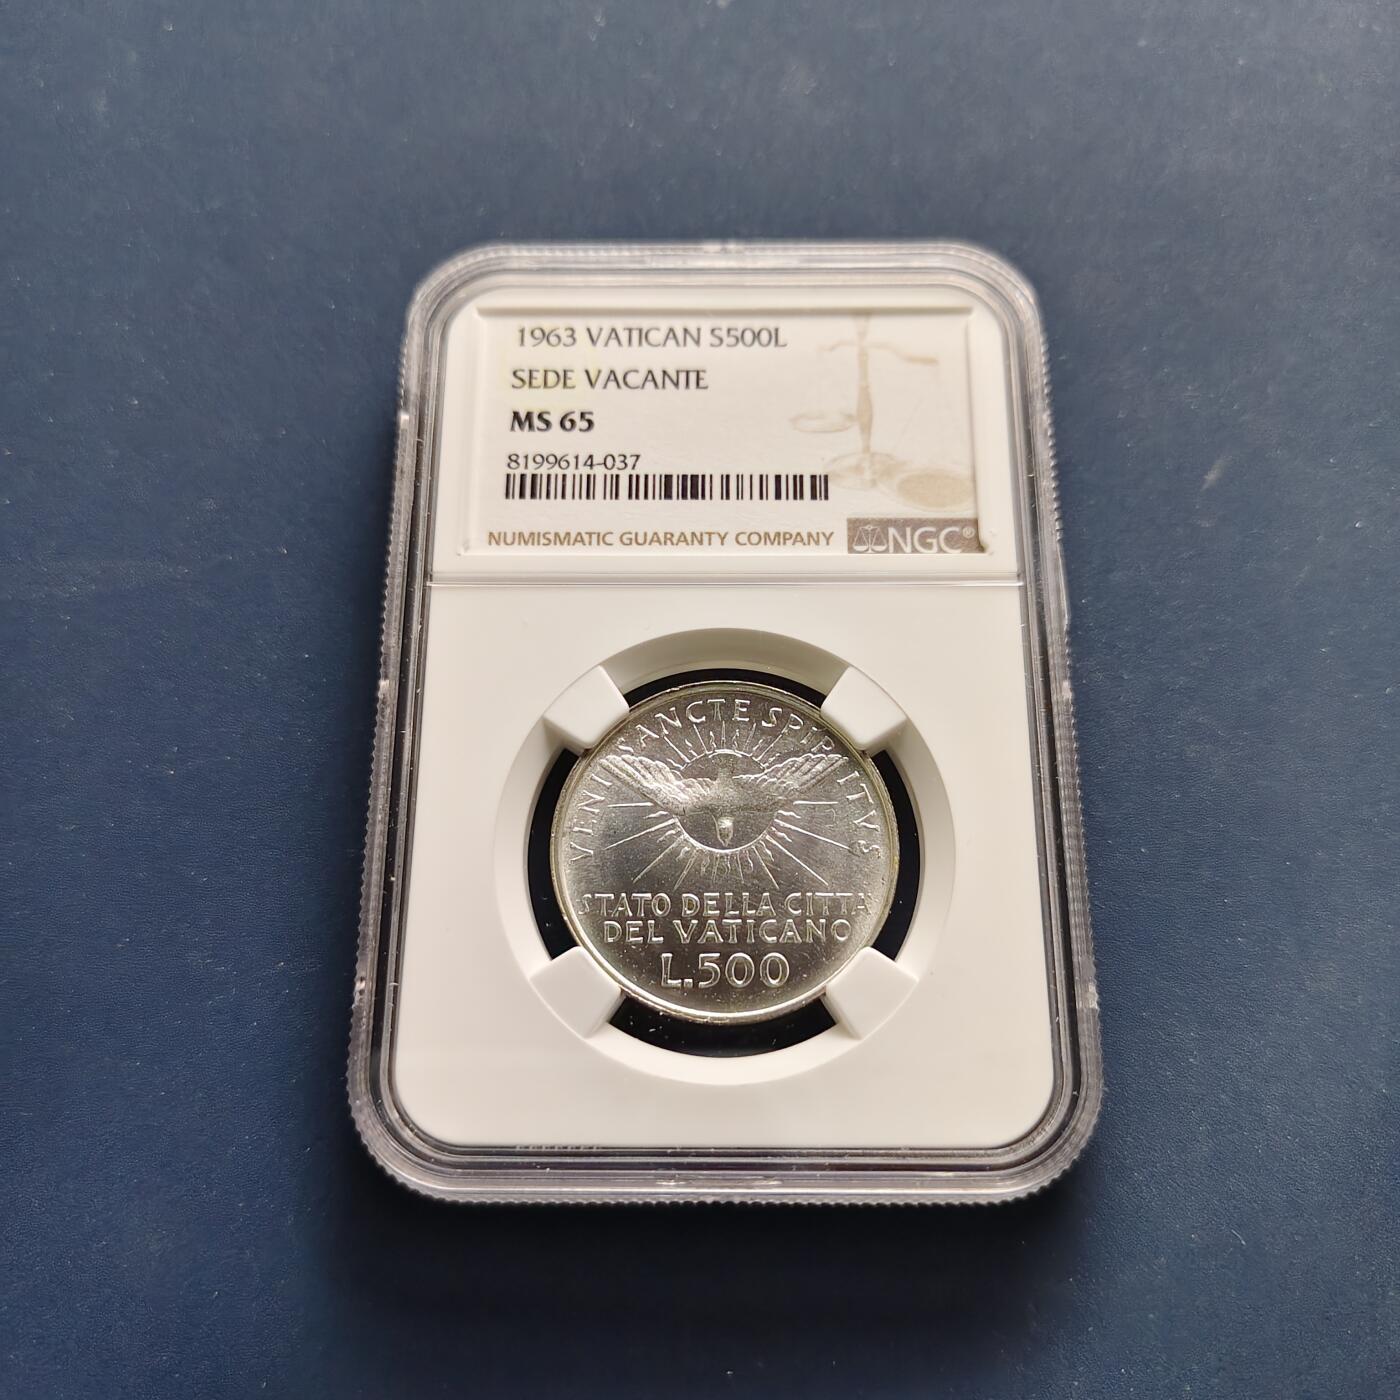 1963 VATICAN S500L
SEDE VACANTE
MS 65
8199614-037
NUMISMATIC GUARANTY COMPANY
NGC®
VENI SANCTE SPIRITVS
STATO DELLA CITTA
DEL VATICANO
L.500